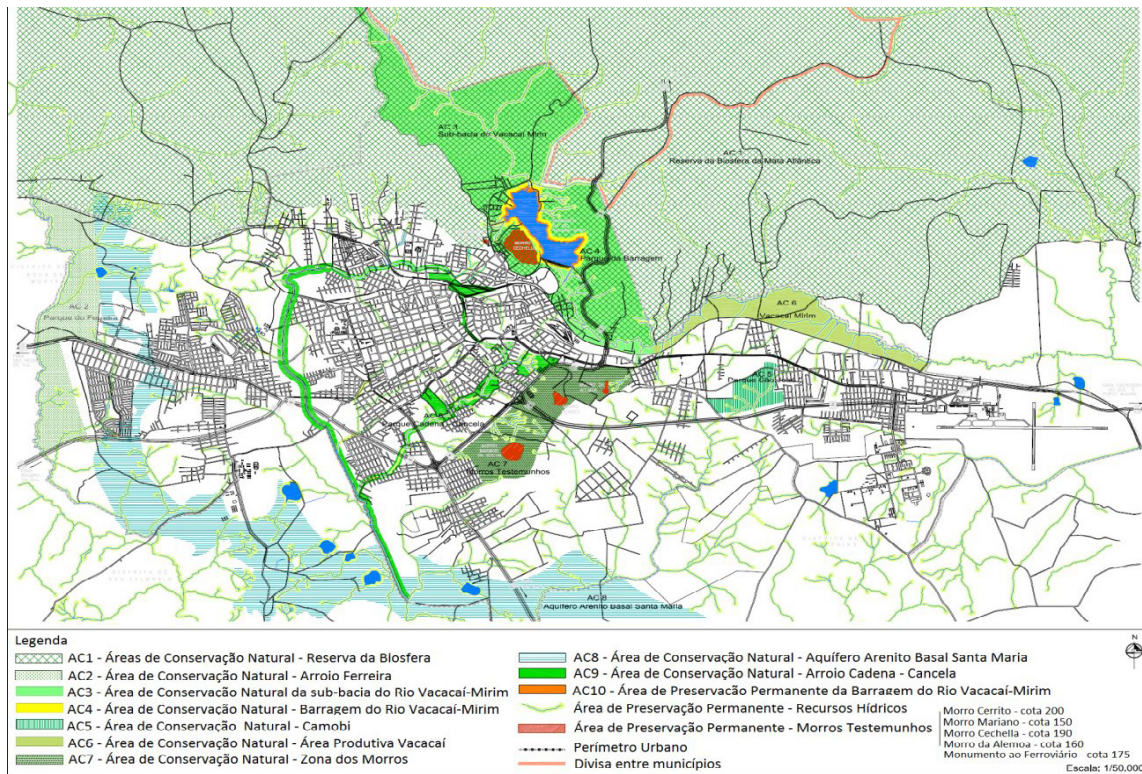 AC 3
Sub-bacia do Vacacaí Mirin
AC 1
Reserva da Biosfera da Mata Atlântica
MORRO
CECHELLA
AC 4
Parque da Barragem
AC 2
Parque do Ferreira
AC 6
Vacacaí Mirim
AC 5
Parque Cadena - Cancela
AC 7
Morros Testemunhos
AC 8
Aquífero Arenito Basal Santa Maria
Legenda
AC1 - Áreas de Conservação Natural - Reserva da Biosfera
AC2 - Área de Conservação Natural - Arroio Ferreira
AC3 - Área de Conservação Natural da sub-bacia do Rio Vacacaí-Mirim
AC4 - Área de Conservação Natural - Barragem do Rio Vacacaí-Mirim
AC5 - Área de Conservação Natural - Camobi
AC6 - Área de Conservação Natural - Área Produtiva Vacacaí
AC7 - Área de Conservação Natural - Zona dos Morros
AC8 - Área de Conservação Natural - Aquífero Arenito Basal Santa Maria
AC9 - Área de Conservação Natural - Arroio Cadena - Cancela
AC10 - Área de Preservação Permanente da Barragem do Rio Vacacaí-Mirim
Área de Preservação Permanente - Recursos Hídricos
Área de Preservação Permanente - Morros Testemunhos
Perímetro Urbano
Divisa entre municípios
N
Morro Cerrito - cota 200
Morro Mariano - cota 150
Morro Cechella - cota 190
Morro da Alemoa - cota 160
Monumento ao Ferroviário cota 175
Escala: 1/50.000